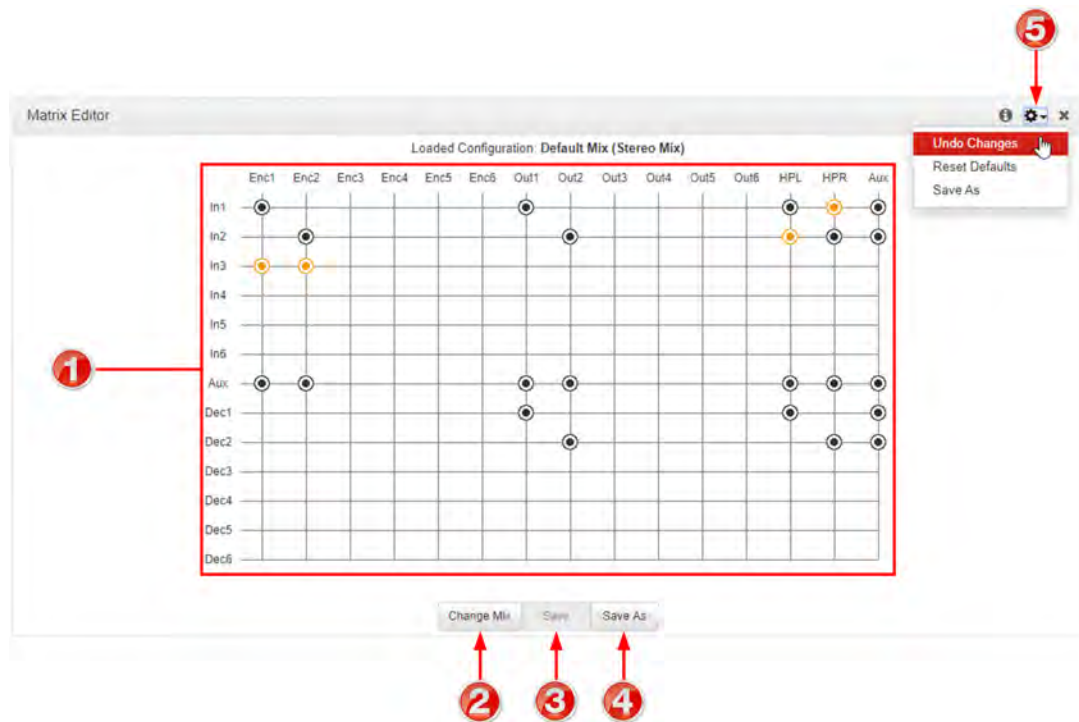 5
Matrix Editor
Loaded Configuration: Default Mix (Stereo Mix)
Undo Changes
Reset Defaults
Save As
Enc1 Enc2 Enc3 Enc4 Enc5 Enc6 Out1 Out2 Out3 Out4 Out5 Out6 HPL HPR Aux
In1
In2
In3
In4
In5
In6
1
Aux
Dec1
Dec2
Dec3
Dec4
Dec5
Dec6
Change Mix Save Save As
2 3 4